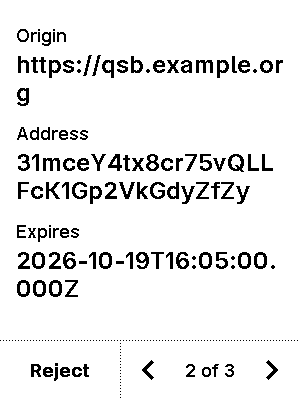 Origin
https://qsb.example.or
g
Address
31mceY4tx8cr75vQLL
FcK1Gp2VkGdyZfZy
Expires
2026-10-19T16:05:00.
000Z
Reject
2 of 3